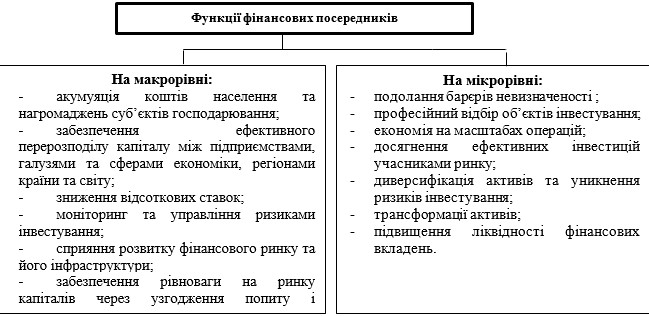 Функції фінансових посередників
На макрорівні:
- акумуяція коштів населення та
нагромаджень суб’єктів господарювання;
- забезпечення ефективного
перерозподілу капіталу між підприємствами,
галузями та сферами економіки, регіонами
країни та світу;
- зниження відсоткових ставок;
- моніторинг та управління ризиками
інвестування;
- сприяння розвитку фінансового ринку та
його інфраструктури;
- забезпечення рівноваги на ринку
капіталів через узгодження попиту і
На мікрорівні:
- подолання барєрів невизначеності ;
- професійний відбір об’єктів інвестування;
- економія на масштабах операцій;
- досягнення ефективних інвестицій
учасниками ринку;
- диверсифікація активів та уникнення
ризиків інвестування;
- трансформації активів;
- підвищення ліквідності фінансових
вкладень.